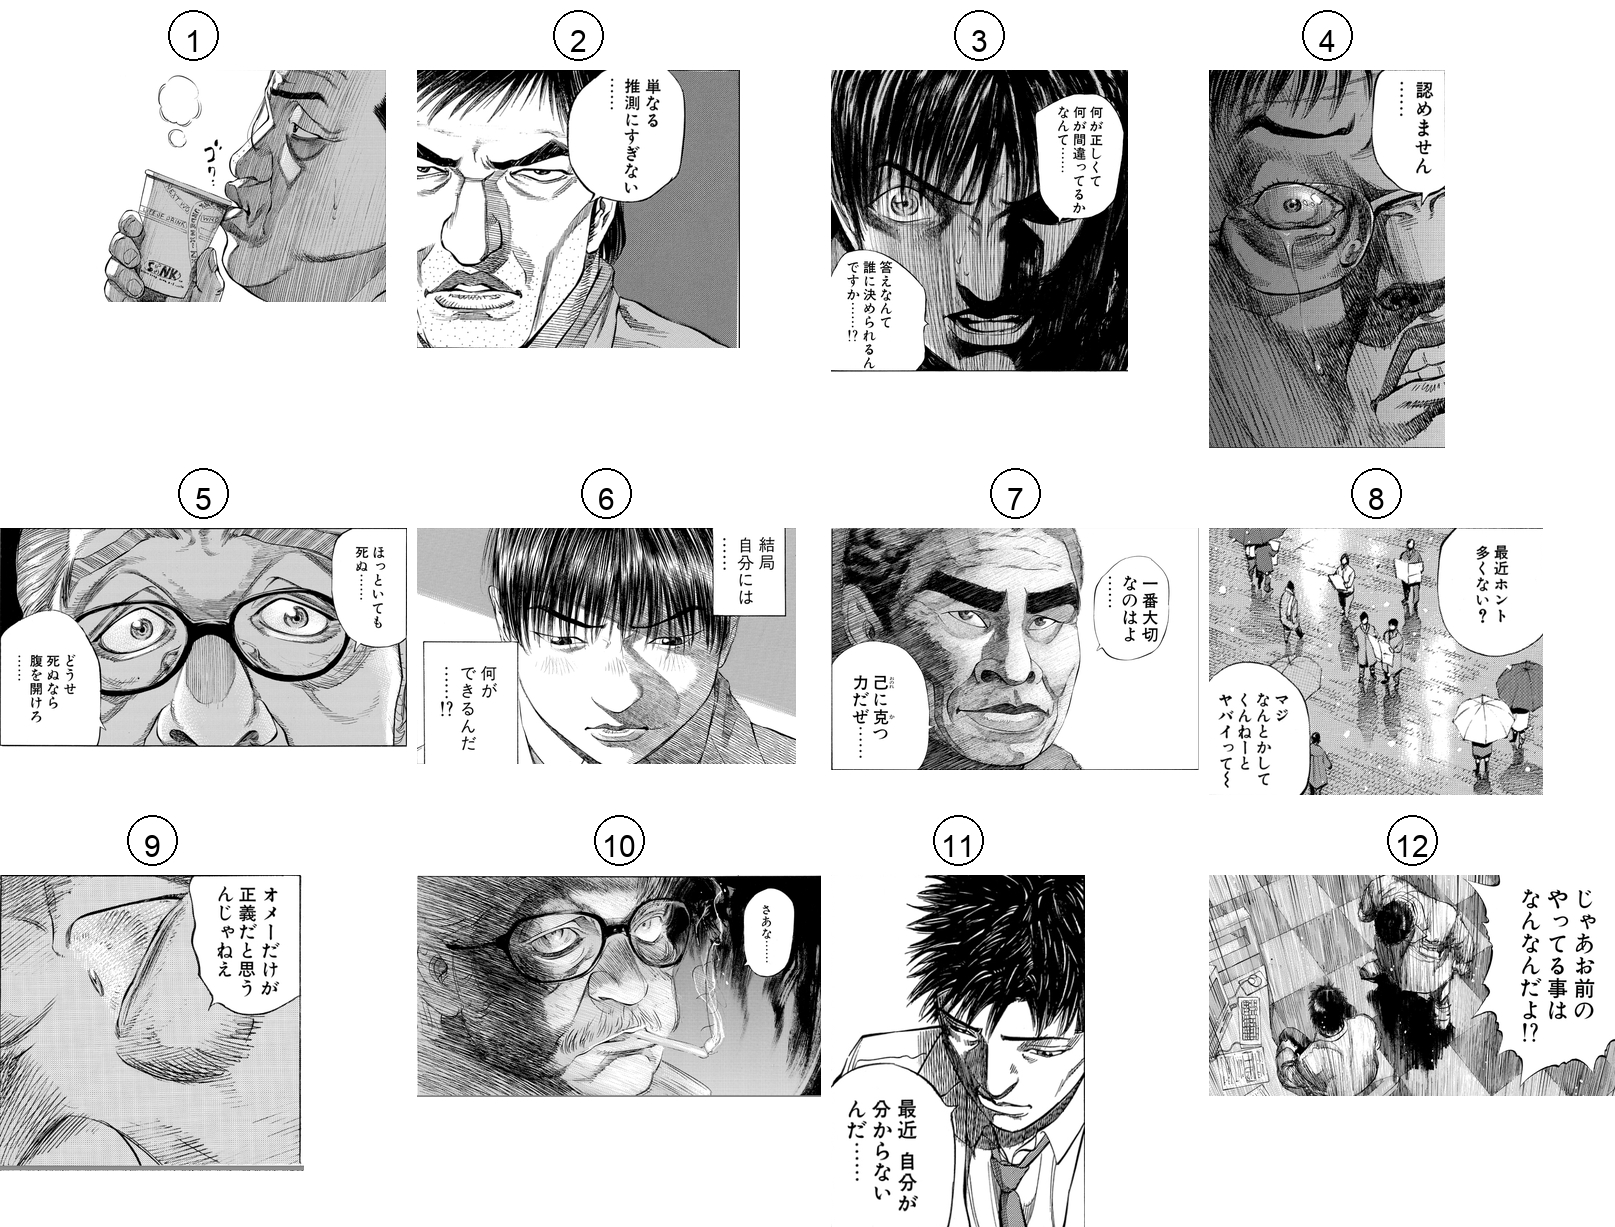 1
ゴク…
SONK
2
単なる
推測にすぎない
……
3
何が正しくて
何が間違ってるか
なんて……
答えなんて
誰に決められるん
ですか……!?
4
認めません
……
5
ほっといても
死ぬ……
どうせ
死ぬなら
腹を開けろ
……
6
結局
自分には
……
何が
できるんだ
……!?
7
一番大切
なのはよ
……
己に克つ
力だぜ……
8
最近ホント
多くない?
マジ
なんとかして
くんねーと
ヤバイって〜
9
オメーだけが
正義だと思う
んじゃねえ
10
さあな……
11
最近 自分が
分からない
んだ……
12
じゃあお前の
やってる事は
なんなんだよ!?